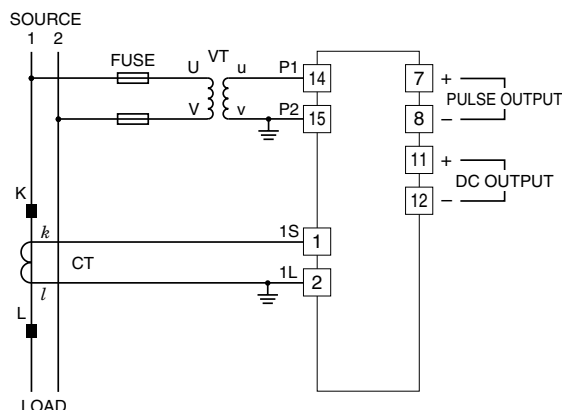 SOURCE
1 2
FUSE VT
U u P1 14 7 +
PULSE OUTPUT
V v P2 15 8 −
11 +
DC OUTPUT
12 −
K
k 1S 1
CT
l 1L 2
L
LOAD